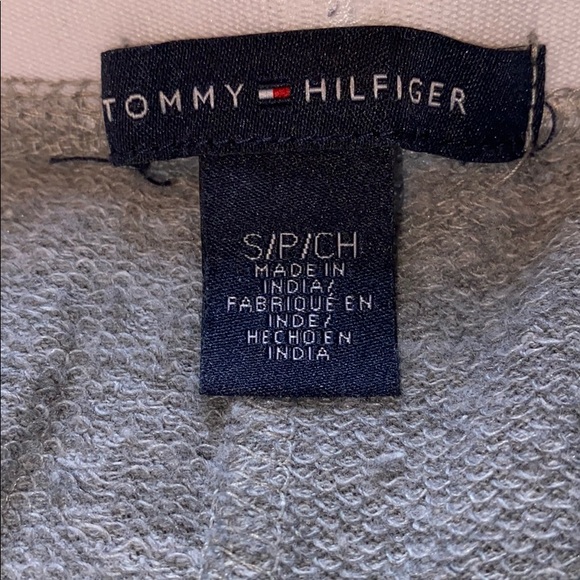 TOMMY HILFIGER
S/P/CH
MADE IN
INDIA/
FABRIQUÉ EN
INDE/
HECHO EN
INDIA